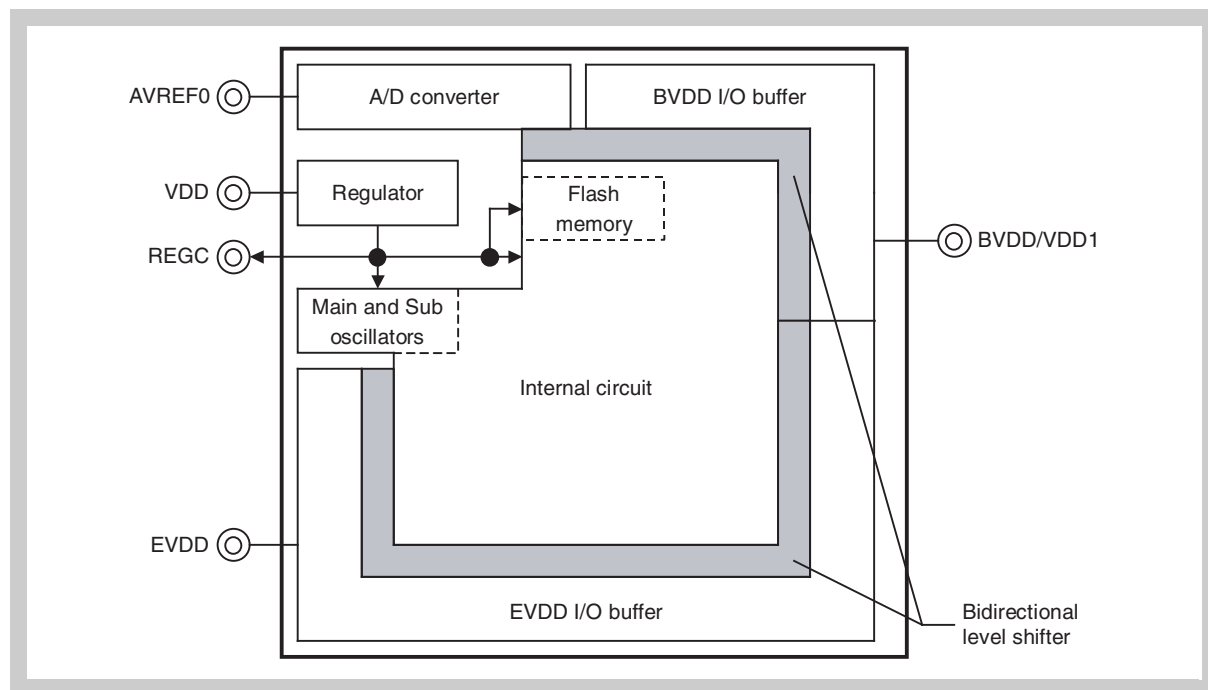 AVREF0
A/D converter
BVDD I/O buffer
VDD
Regulator
Flash
memory
REGC
BVDD/VDD1
Main and Sub
oscillators
Internal circuit
EVDD
EVDD I/O buffer
Bidirectional
level shifter